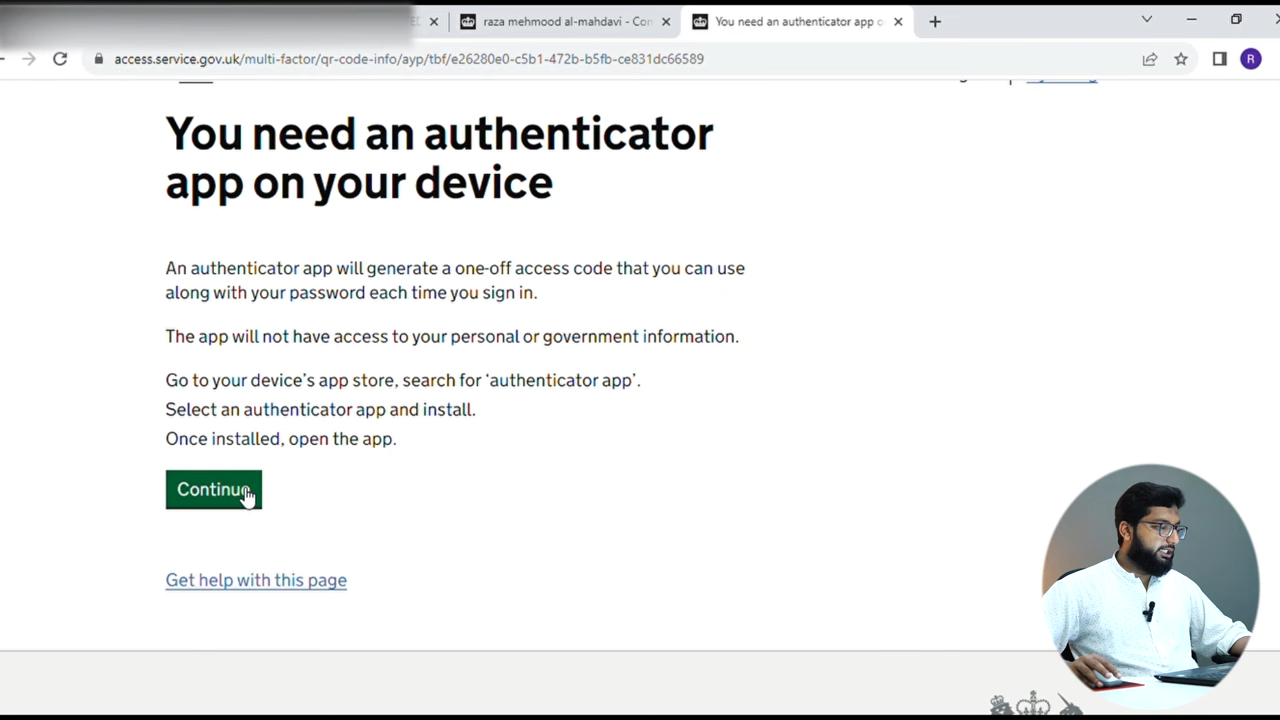 raza mehmood al-mahdavi - Con
You need an authenticator app o
access.service.gov.uk/multi-factor/qr-code-info/ayp/tbf/e26280e0-c5b1-472b-b5fb-ce831dc66589
R
You need an authenticator
app on your device
An authenticator app will generate a one-off access code that you can use
along with your password each time you sign in.
The app will not have access to your personal or government information.
Go to your device's app store, search for 'authenticator app'.
Select an authenticator app and install.
Once installed, open the app.
Continue
Get help with this page